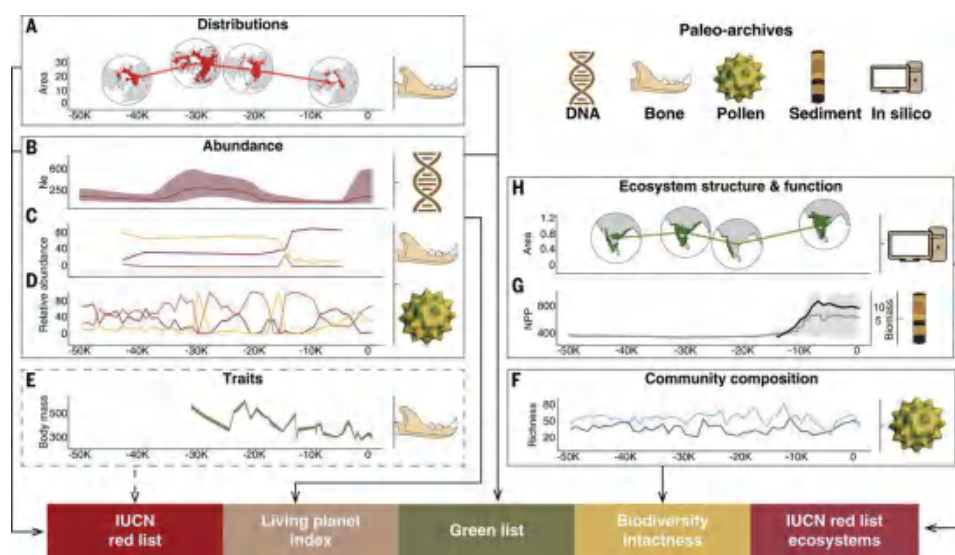 A
Distributions
Area
30
20
10
0
-50K -40K -30K -20K -10K 0
Paleo-archives
DNA Bone Pollen Sediment In silico
B
Abundance
Ne
600
250
C
80
40
0
Relative abundance
D
80
40
0
-50K -40K -30K -20K -10K 0
E
Traits
Body mass
500
300
-50K -40K -30K -20K -10K 0
H
Ecosystem structure & function
Area
1.2
0.8
0.4
0
G
NPP
800
400
10
5
Biomass
-50K -40K -30K -20K -10K 0
F
Community composition
Richness
80
50
20
-50K -40K -30K -20K -10K 0
IUCN
red list
Living planet
index
Green list
Biodiversity
intactness
IUCN red list
ecosystems